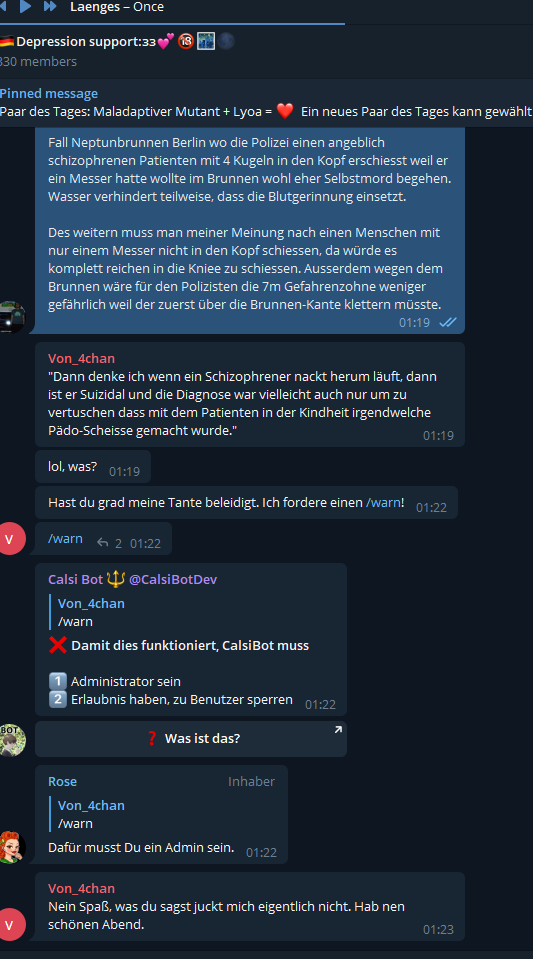 Laenges – Once
🇩🇪Depression support:ɜɜ💕🔞🌃🌑
330 members
Pinned message
Paar des Tages: Maladaptiver Mutant + Lyoa = ❤️ Ein neues Paar des Tages kann gewählt
Fall Neptunbrunnen Berlin wo die Polizei einen angeblich
schizophrenen Patienten mit 4 Kugeln in den Kopf erschiesst weil er
ein Messer hatte wollte im Brunnen wohl eher Selbstmord begehen.
Wasser verhindert teilweise, dass die Blutgerinnung einsetzt.
Des weitern muss man meiner Meinung nach einen Menschen mit
nur einem Messer nicht in den Kopf schiessen, da würde es
komplett reichen in die Kniee zu schiessen. Ausserdem wegen dem
Brunnen wäre für den Polizisten die 7m Gefahrenzohne weniger
gefährlich weil der zuerst über die Brunnen-Kante klettern müsste.
01:19
Von_4chan
"Dann denke ich wenn ein Schizophrener nackt herum läuft, dann
ist er Suizidal und die Diagnose war vielleicht auch nur um zu
vertuschen dass mit dem Patienten in der Kindheit irgendwelche
Pädo-Scheisse gemacht wurde."
01:19
lol, was? 01:19
Hast du grad meine Tante beleidigt. Ich fordere einen /warn! 01:22
V
/warn 2 01:22
Calsi Bot 🔱 @CalsiBotDev
Von_4chan
/warn
❌ Damit dies funktioniert, CalsiBot muss
1️⃣ Administrator sein
2️⃣ Erlaubnis haben, zu Benutzer sperren 01:22
BOT
❓ Was ist das?
Rose Inhaber
Von_4chan
/warn
Dafür musst Du ein Admin sein. 01:22
Von_4chan
Nein Spaß, was du sagst juckt mich eigentlich nicht. Hab nen
schönen Abend.
01:23
V